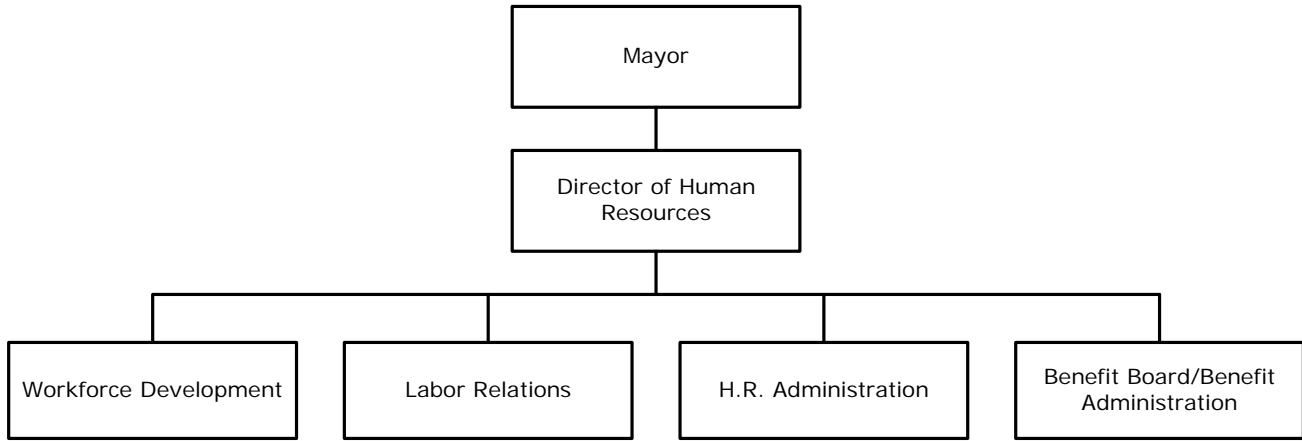 Mayor
Director of Human
Resources
Workforce Development
Labor Relations
H.R. Administration
Benefit Board/Benefit
Administration